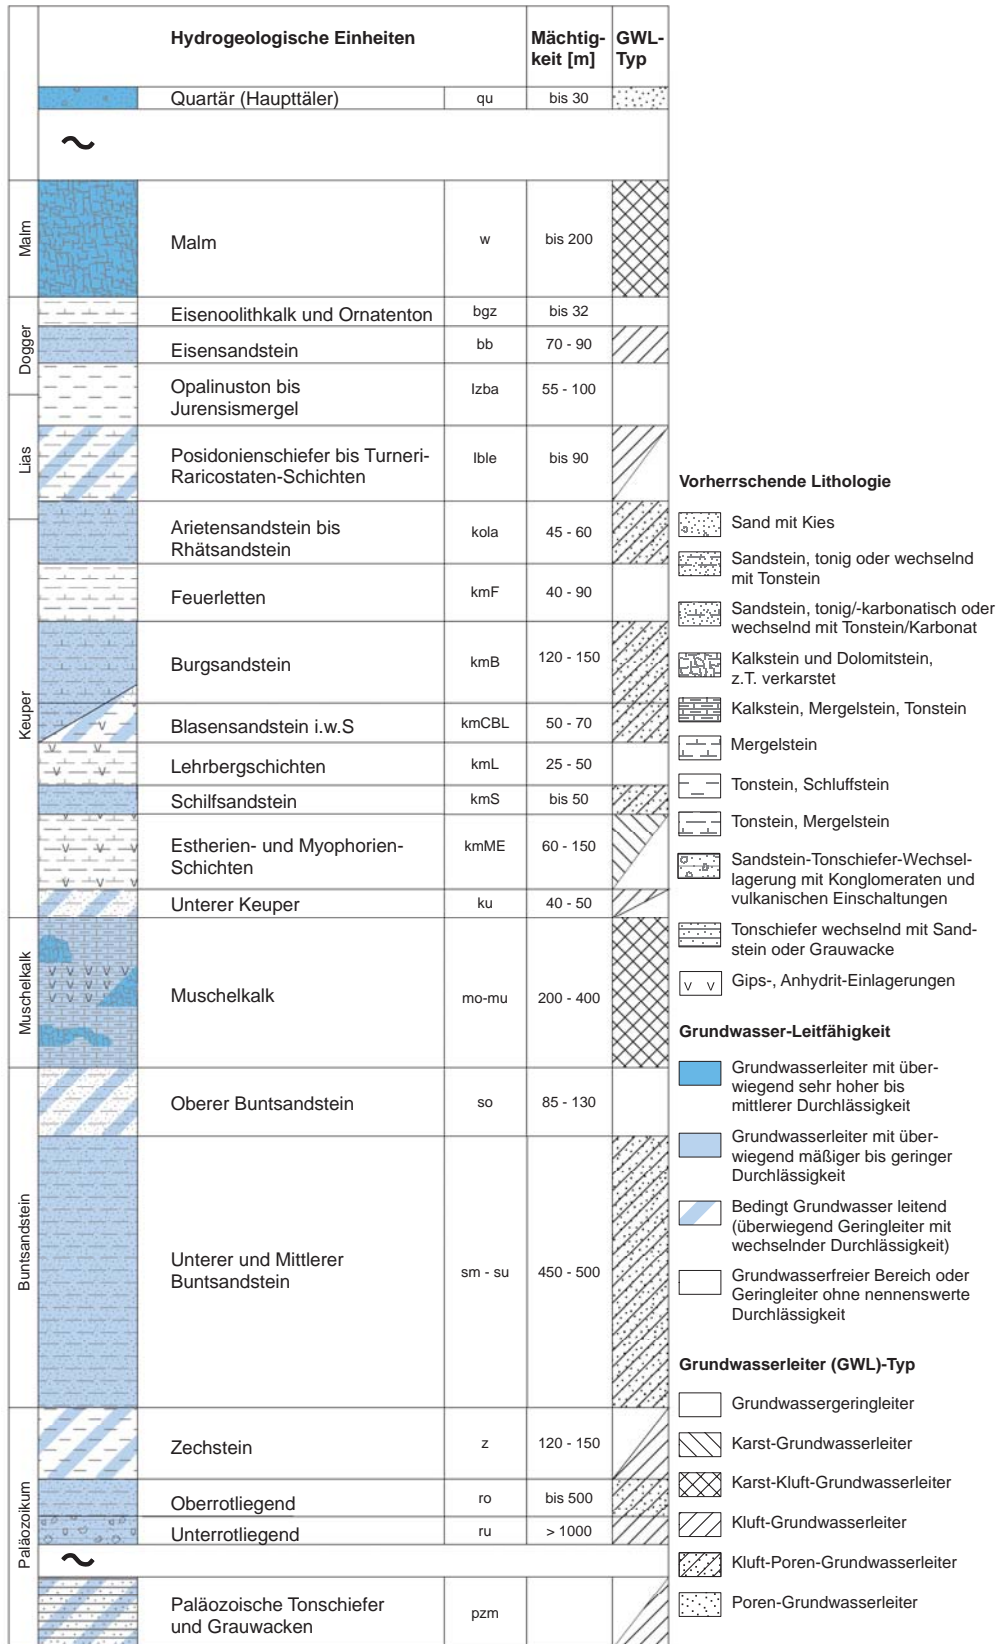 Hydrogeologische Einheiten
Mächtig-
keit [m]
GWL-
Typ
Quartär (Haupttäler) qu bis 30
Malm
Malm w bis 200
Dogger
Eisenoolithkalk und Ornatenton bgz bis 32
Eisensandstein bb 70 - 90
Opalinuston bis
Jurensismergel
lzba 55 - 100
Lias
Posidonienschiefer bis Turneri-
Raricostaten-Schichten
lble bis 90
Arietensandstein bis
Rhätsandstein
kola 45 - 60
Keuper
Feuerletten kmF 40 - 90
Burgsandstein kmB 120 - 150
Blasensandstein i.w.S kmCBL 50 - 70
Lehrbergschichten kmL 25 - 50
Schilfsandstein kmS bis 50
Estherien- und Myophorien-
Schichten
kmME 60 - 150
Unterer Keuper ku 40 - 50
Muschelkalk
Muschelkalk mo-mu 200 - 400
Buntsandstein
Oberer Buntsandstein so 85 - 130
Unterer und Mittlerer
Buntsandstein
sm - su 450 - 500
Paläozoikum
Zechstein z 120 - 150
Oberrotliegend ro bis 500
Unterrotliegend ru > 1000
Paläozoische Tonschiefer
und Grauwacken
pzm
Vorherrschende Lithologie
Sand mit Kies
Sandstein, tonig oder wechselnd
mit Tonstein
Sandstein, tonig/-karbonatisch oder
wechselnd mit Tonstein/Karbonat
Kalkstein und Dolomitstein,
z.T. verkarstet
Kalkstein, Mergelstein, Tonstein
Mergelstein
Tonstein, Schluffstein
Tonstein, Mergelstein
Sandstein-Tonschiefer-Wechsel-
lagerung mit Konglomeraten und
vulkanischen Einschaltungen
Tonschiefer wechselnd mit Sand-
stein oder Grauwacke
Gips-, Anhydrit-Einlagerungen
Grundwasser-Leitfähigkeit
Grundwasserleiter mit über-
wiegend sehr hoher bis
mittlerer Durchlässigkeit
Grundwasserleiter mit über-
wiegend mäßiger bis geringer
Durchlässigkeit
Bedingt Grundwasser leitend
(überwiegend Geringleiter mit
wechselnder Durchlässigkeit)
Grundwasserfreier Bereich oder
Geringleiter ohne nennenswerte
Durchlässigkeit
Grundwasserleiter (GWL)-Typ
Grundwassergeringleiter
Karst-Grundwasserleiter
Karst-Kluft-Grundwasserleiter
Kluft-Grundwasserleiter
Kluft-Poren-Grundwasserleiter
Poren-Grundwasserleiter